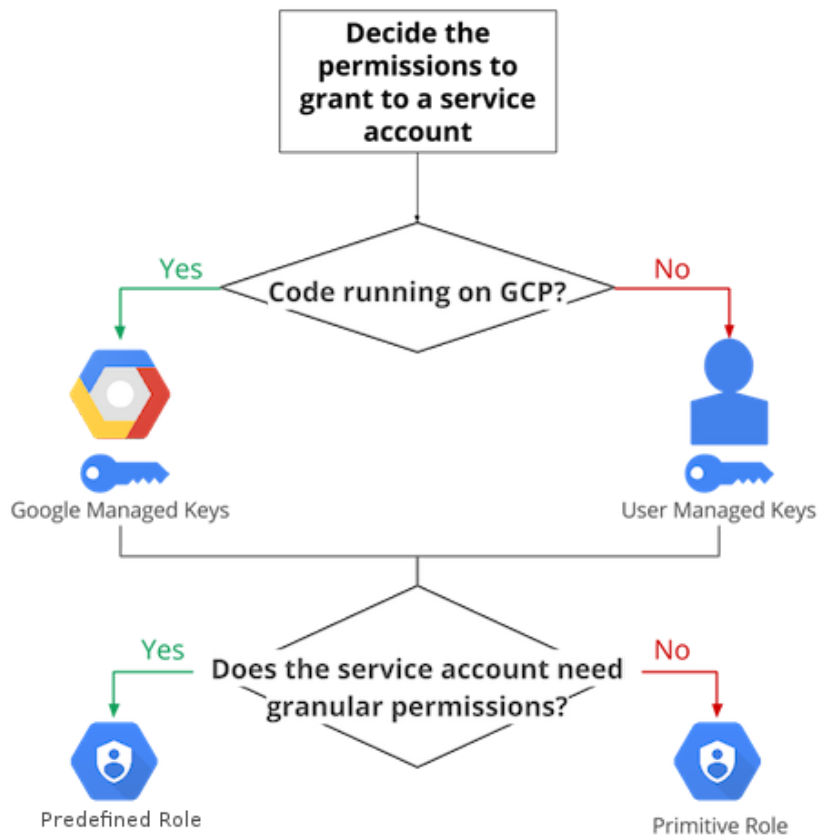 Decide the
permissions to
grant to a service
account
Yes
No
Code running on GCP?
Google Managed Keys
User Managed Keys
Yes
No
Does the service account need
granular permissions?
Predefined Role
Primitive Role